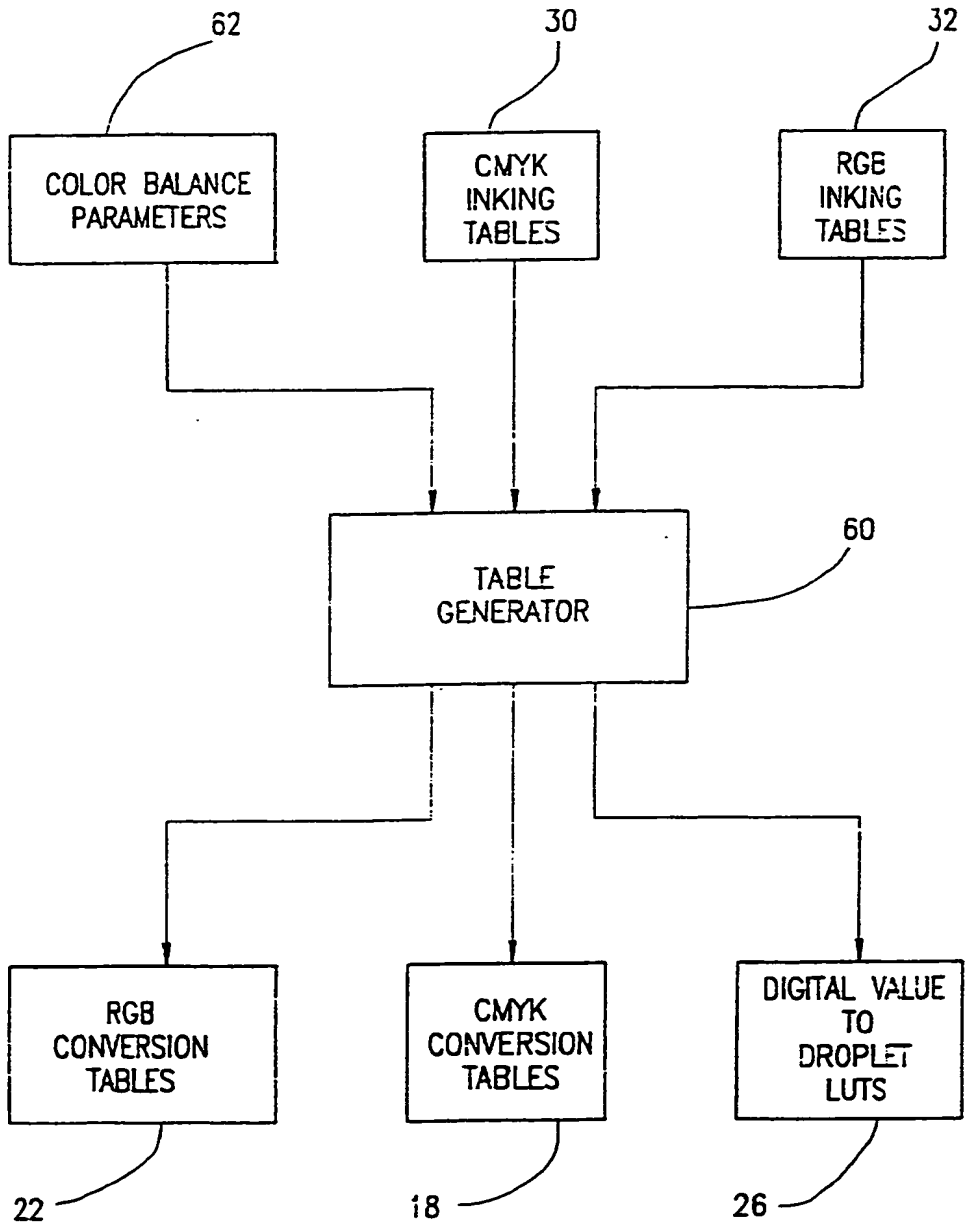 62
30
32
COLOR BALANCE
PARAMETERS
CMYK
INKING
TABLES
RGB
INKING
TABLES
60
TABLE
GENERATOR
RGB
CONVERSION
TABLES
CMYK
CONVERSION
TABLES
DIGITAL VALUE
TO
DROPLET
LUTS
22
18
26